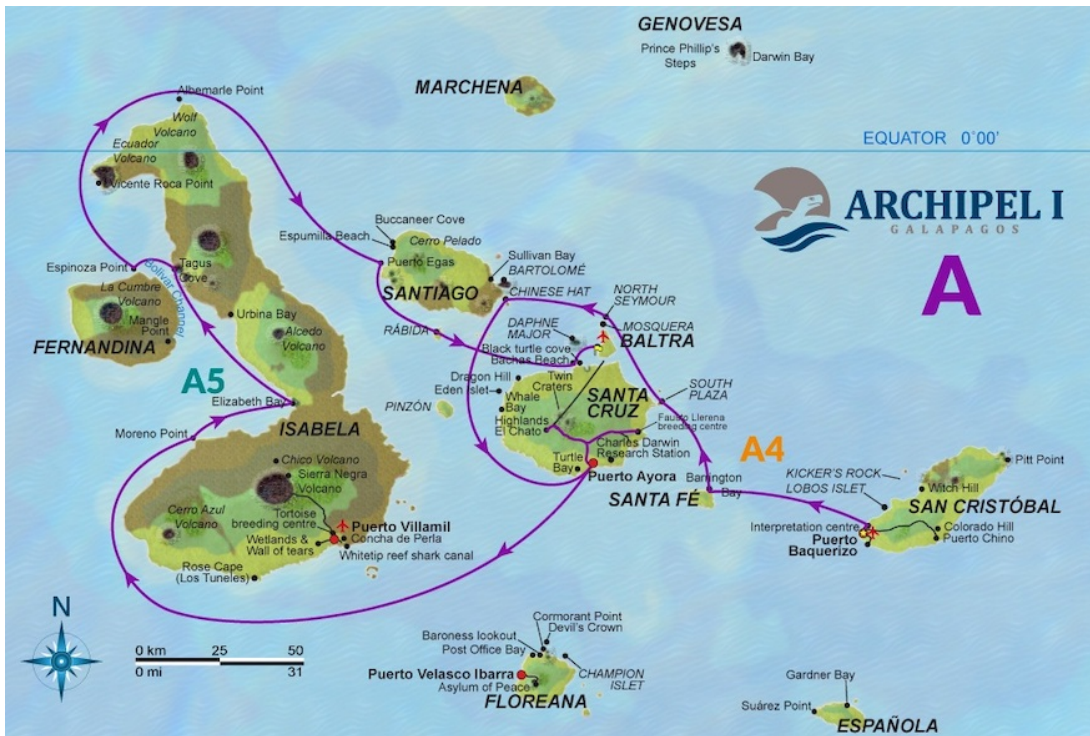 GENOVESA
Prince Phillip's
Steps
Darwin Bay
MARCHENA
Albemarle Point
Wolf
Volcano
EQUATOR 0°00'
Ecuador
Volcano
Vicente Roca Point
ARCHIPEL I
GALAPAGOS
A
Buccaneer Cove
Espumilla Beach
Cerro Pelado
Sullivan Bay
BARTOLOMÉ
Espinoza Point
Tagus
Cove
Bolivar Channel
Puerto Egas
SANTIAGO
CHINESE HAT
NORTH
SEYMOUR
La Cumbre
Volcano
Mangle
Point
FERNANDINA
Urbina Bay
Alcedo
Volcano
RÁBIDA
DAPHNE
MAJOR
MOSQUERA
BALTRA
Black turtle cove
Bachas Beach
A5
Dragon Hill
Eden Islet
Whale
Bay
Twin
Craters
SANTA
CRUZ
SOUTH
PLAZA
Elizabeth Bay
PINZÓN
Highlands
El Chato
Fausto Llerena
breeding centre
Moreno Point
ISABELA
Charles Darwin
Research Station
A4
Chico Volcano
Sierra Negra
Volcano
Turtle
Bay
Puerto Ayora
SANTA FÉ
Barrington
Bay
KICKER'S ROCK
LOBOS ISLET
Pitt Point
Witch Hill
SAN CRISTÓBAL
Cerro Azul
Volcano
Tortoise
breeding centre
Puerto Villamil
Wetlands &
Wall of tears
Concha de Perla
Whitetip reef shark canal
Interpretation centre
Puerto
Baquerizo
Colorado Hill
Puerto Chino
Rose Cape
(Los Tuneles)
N
0 km 25 50
0 mi 31
Cormorant Point
Devil's Crown
Baroness lookout
Post Office Bay
Puerto Velasco Ibarra
Asylum of Peace
CHAMPION
ISLET
FLOREANA
Gardner Bay
Suárez Point
ESPAÑOLA